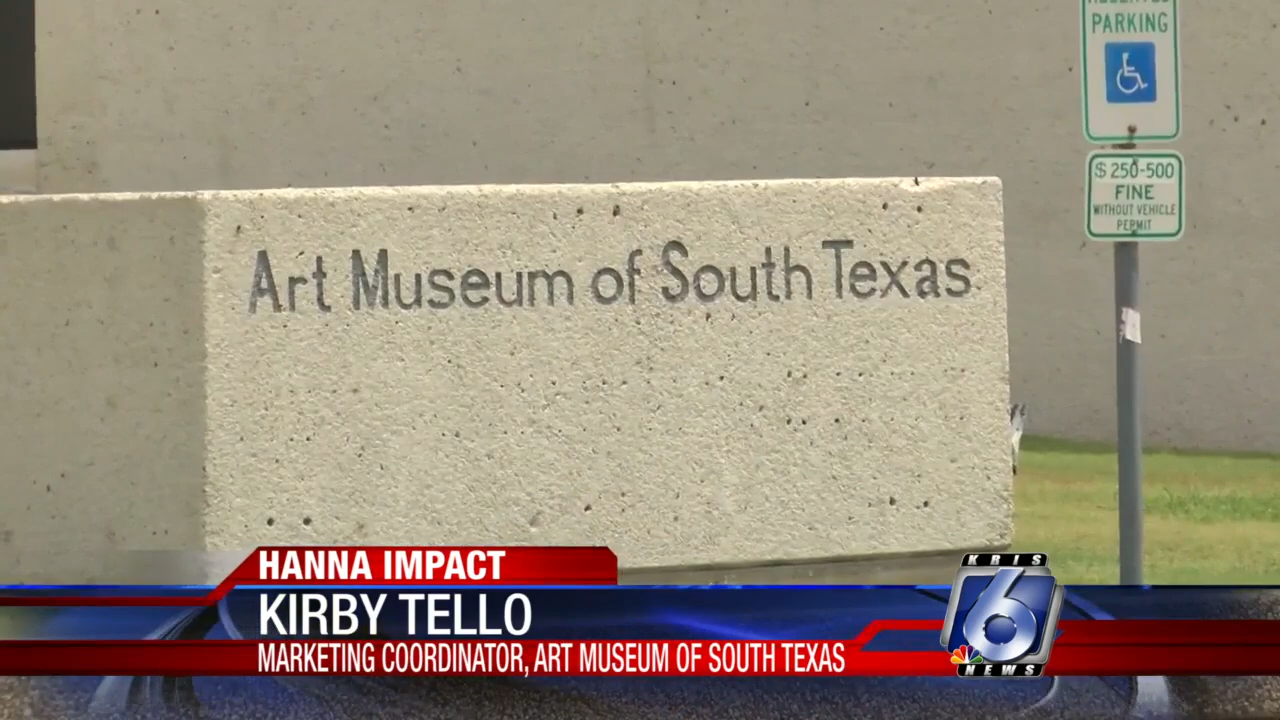 RESERVED
PARKING
$250-500
FINE
WITHOUT VEHICLE
PERMIT
Art Museum of South Texas
HANNA IMPACT
KIRBY TELLO
MARKETING COORDINATOR, ART MUSEUM OF SOUTH TEXAS
KRIS
6
NEWS